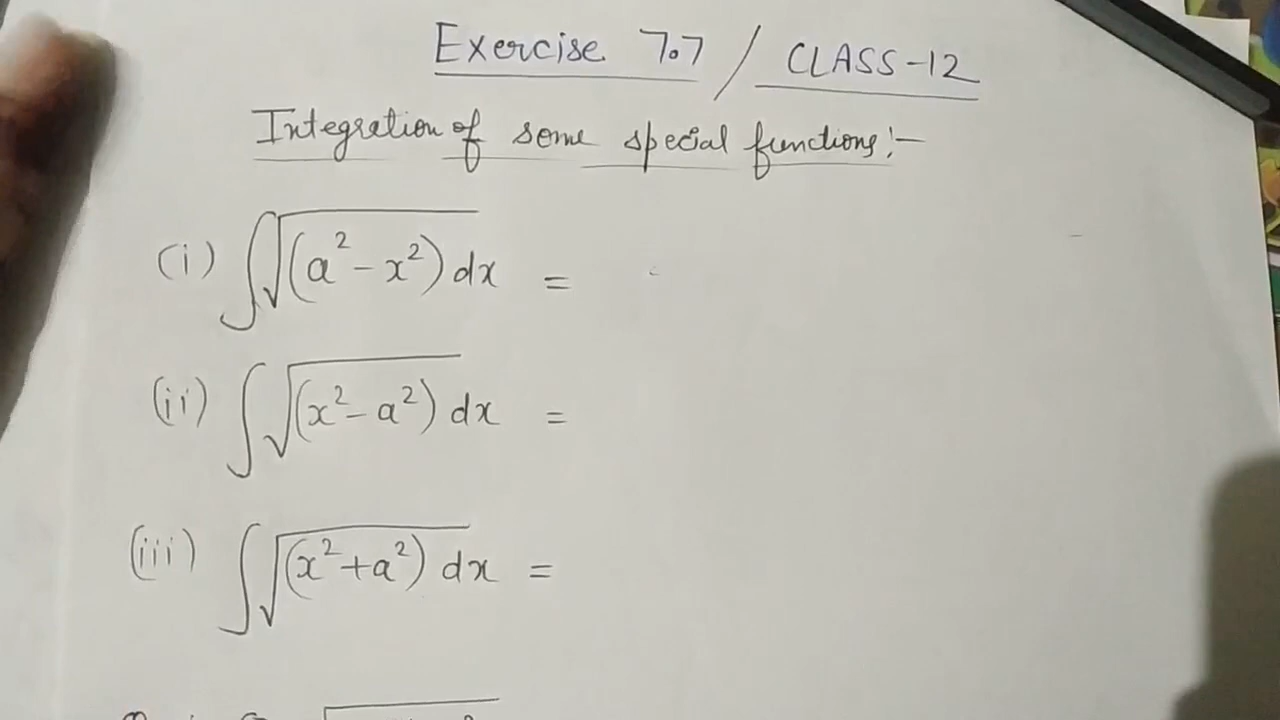 Exercise 7.7 / CLASS-12
Integration of some special functions:-
(i) ∫√(a²-x²) dx =
(ii) ∫√(x²-a²) dx =
(iii) ∫√(x²+a²) dx =